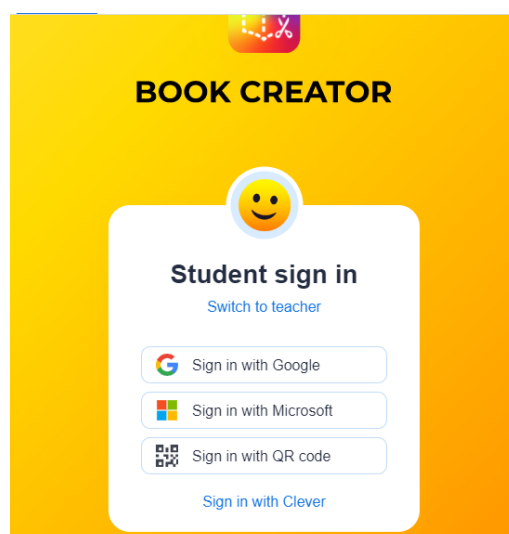 BOOK CREATOR
Student sign in
Switch to teacher
Sign in with Google
Sign in with Microsoft
Sign in with QR code
Sign in with Clever